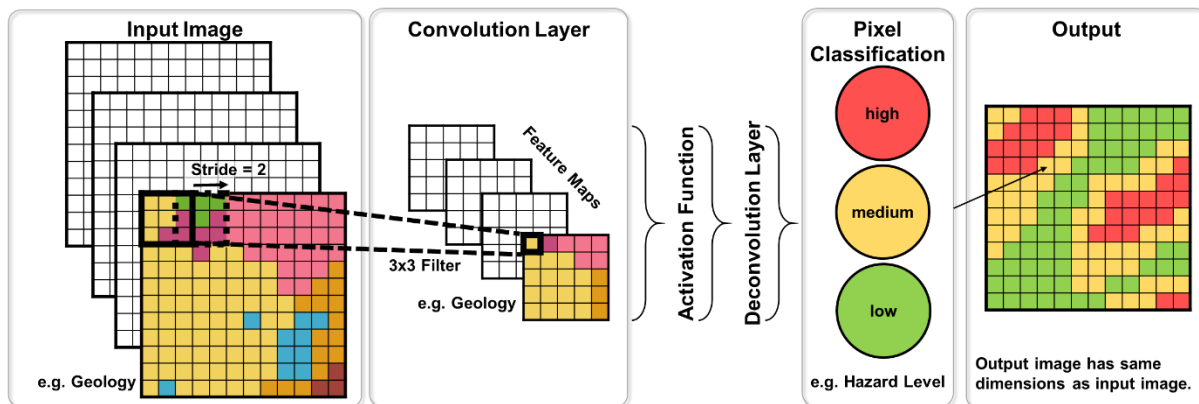 Input Image
Stride = 2
e.g. Geology
Convolution Layer
Feature Maps
3x3 Filter
e.g. Geology
Activation Function
Deconvolution Layer
Pixel
Classification
high
medium
low
e.g. Hazard Level
Output
Output image has same
dimensions as input image.